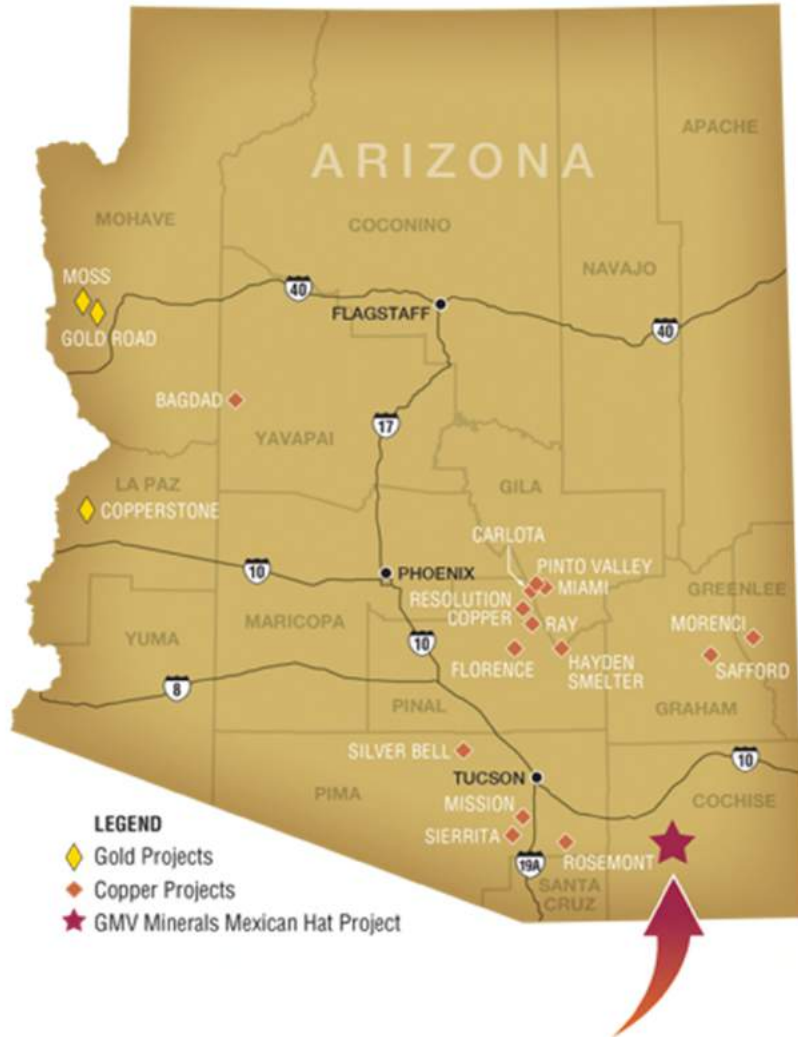 ARIZONA
APACHE
MOHAVE
COCONINO
NAVAJO
MOSS
40
FLAGSTAFF
GOLD ROAD
40
BAGDAD
17
YAVAPAI
LA PAZ
GILA
COPPERSTONE
CARLOTA
10
PHOENIX
PINTO VALLEY
MIAMI
GREENLEE
RESOLUTION
COPPER
MARICOPA
RAY
MORENCI
YUMA
10
FLORENCE
HAYDEN
SMELTER
SAFFORD
8
PINAL
GRAHAM
SILVER BELL
10
TUCSON
PIMA
MISSION
COCHISE
SIERRITA
ROSEMONT
19A
SANTA
CRUZ
LEGEND
Gold Projects
Copper Projects
GMV Minerals Mexican Hat Project